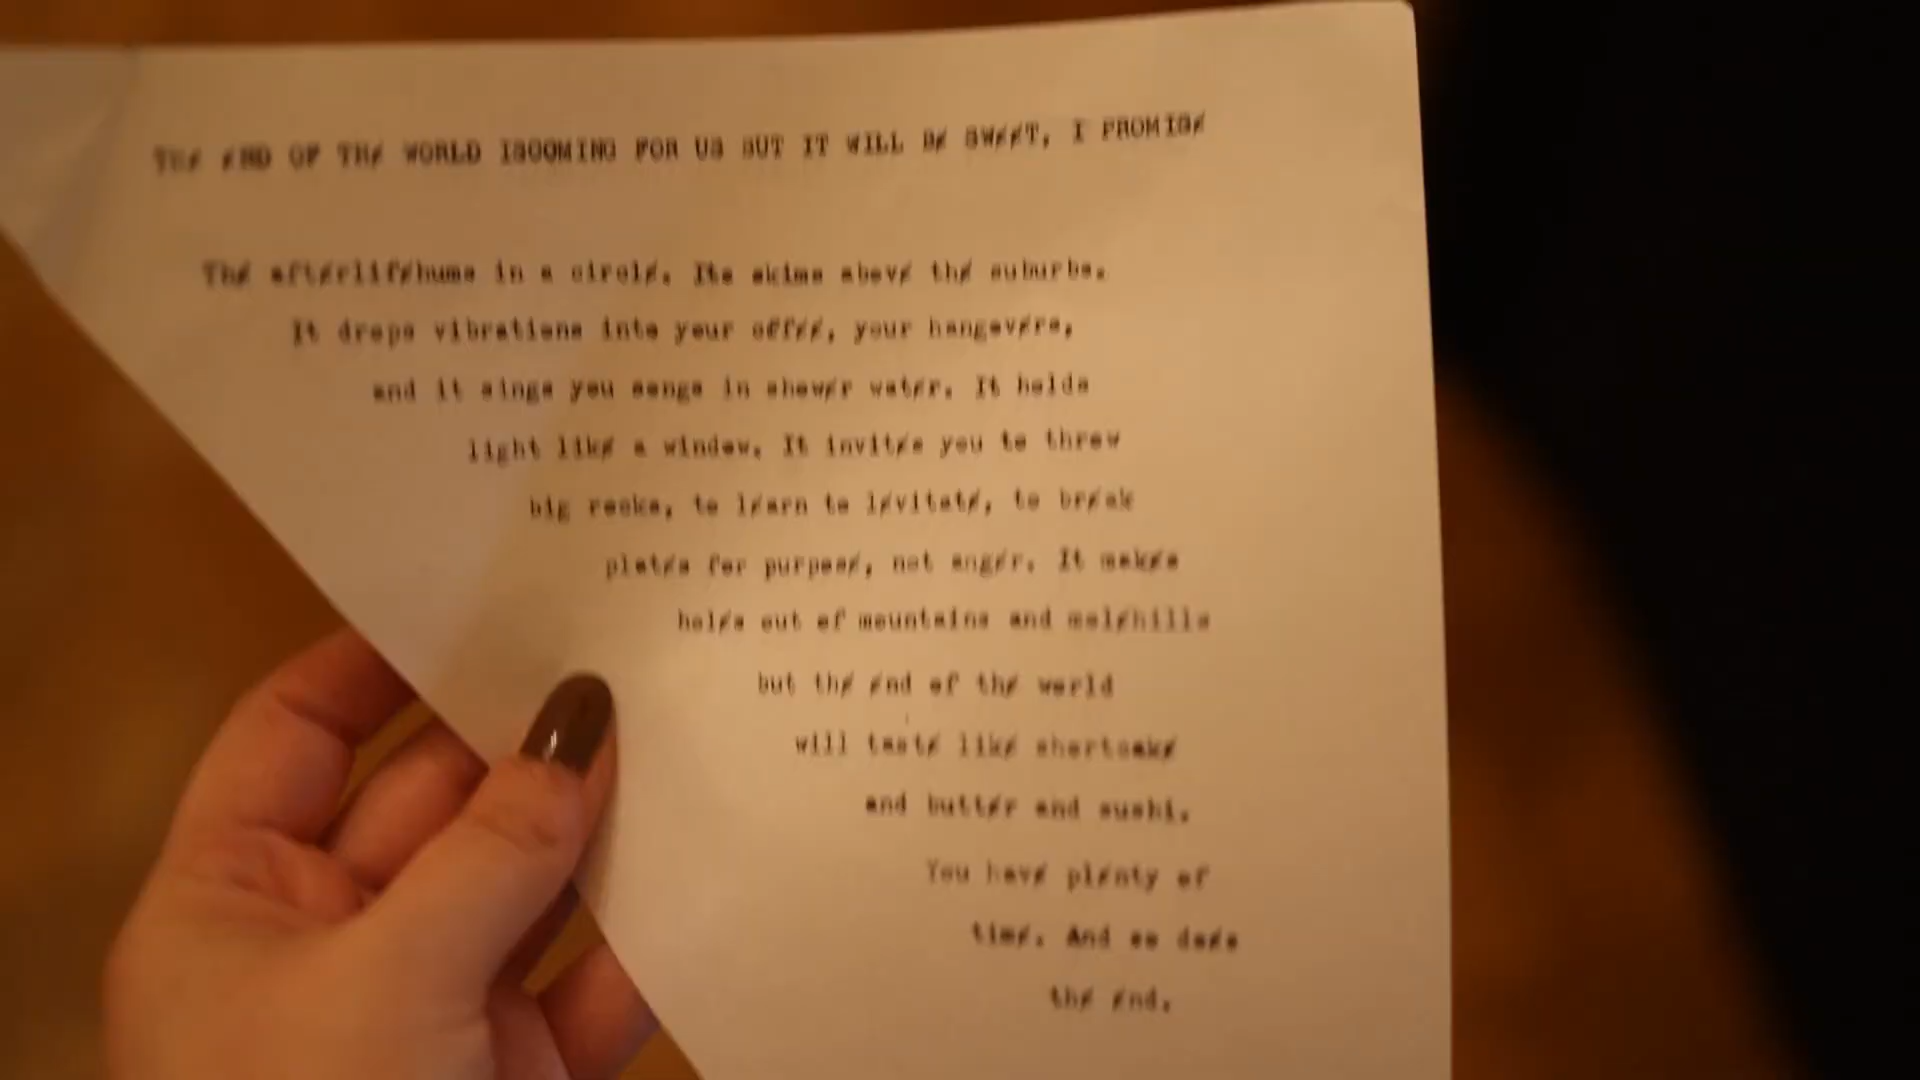 THE END OF THE WORLD ISCOMING FOR US BUT IT WILL BE SWEET, I PROMISE
The afterlifehums in a circle. Its skims above the suburbs.
It drops vibrations into your coffee, your hangovers,
and it sings you songs in shower water. It holds
light like a window. It invites you to throw
big rocks, to learn to levitate, to break
plates for purpose, not anger. It makes
holes out of mountains and molehills
but the end of the world
will taste like shortcake
and butter and sushi.
You have plenty of
time. And so does
the end.